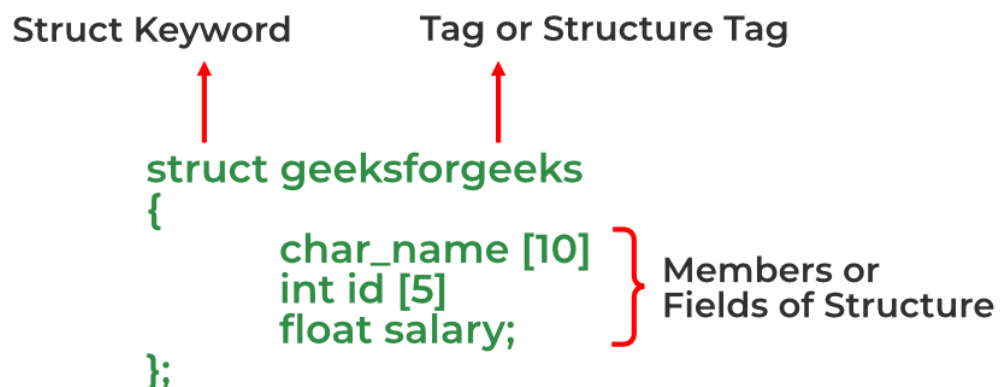 Struct Keyword
Tag or Structure Tag
struct geeksforgeeks
{
char_name [10]
int id [5]
float salary;
};
Members or
Fields of Structure